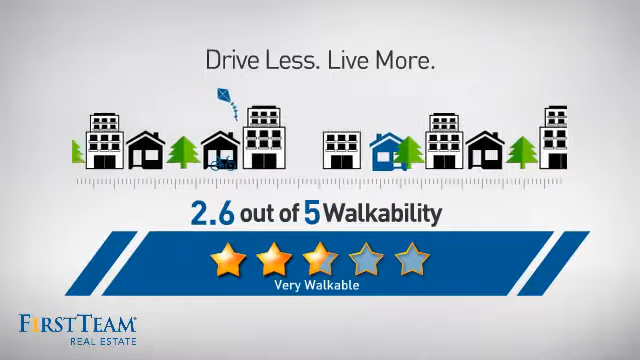 Drive Less. Live More.
2.6 out of 5 Walkability
Very Walkable
FIRSTTEAM®
REAL ESTATE